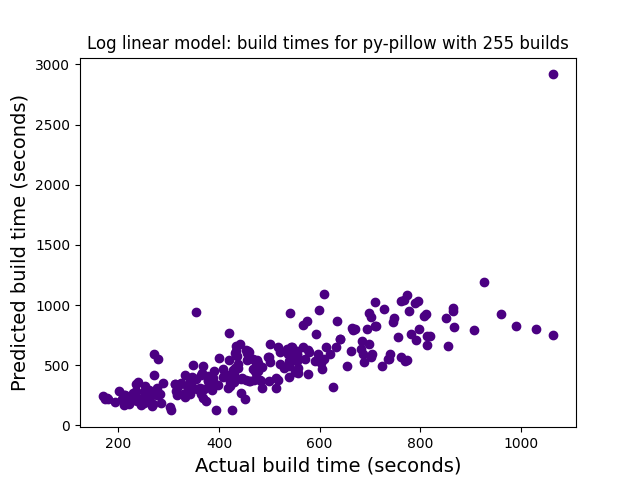 Log linear model: build times for py-pillow with 255 builds
3000
2500
2000
1500
1000
500
0
Predicted build time (seconds)
200 400 600 800 1000
Actual build time (seconds)